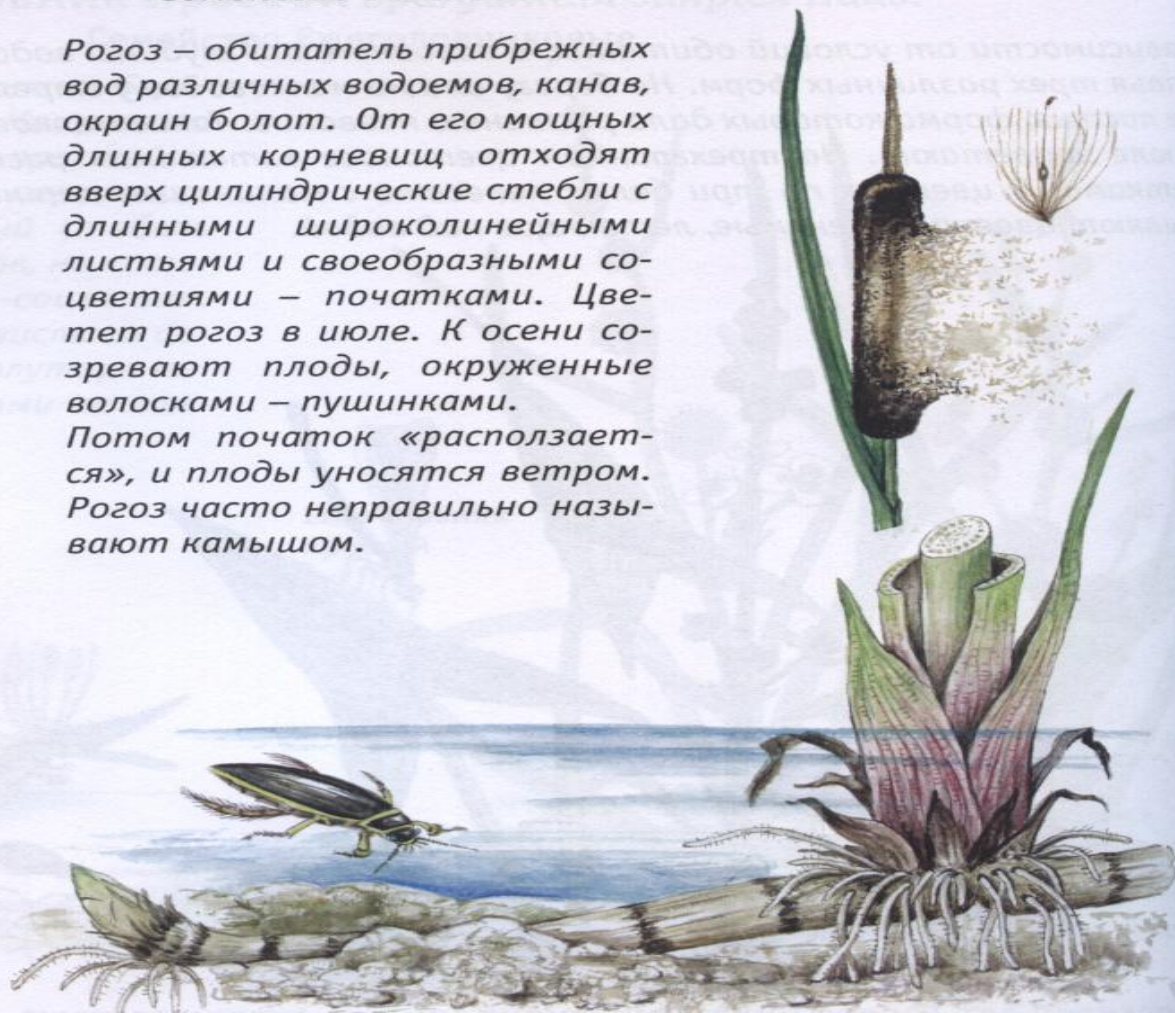 Рогоз – обитатель прибрежных
вод различных водоемов, канав,
окраин болот. От его мощных
длинных корневищ отходят
вверх цилиндрические стебли с
длинными широколинейными
листьями и своеобразными со-
цветиями – початками. Цве-
тет рогоз в июле. К осени со-
зревают плоды, окруженные
волосками – пушинками.
Потом початок «расползает-
ся», и плоды уносятся ветром.
Рогоз часто неправильно назы-
вают камышом.